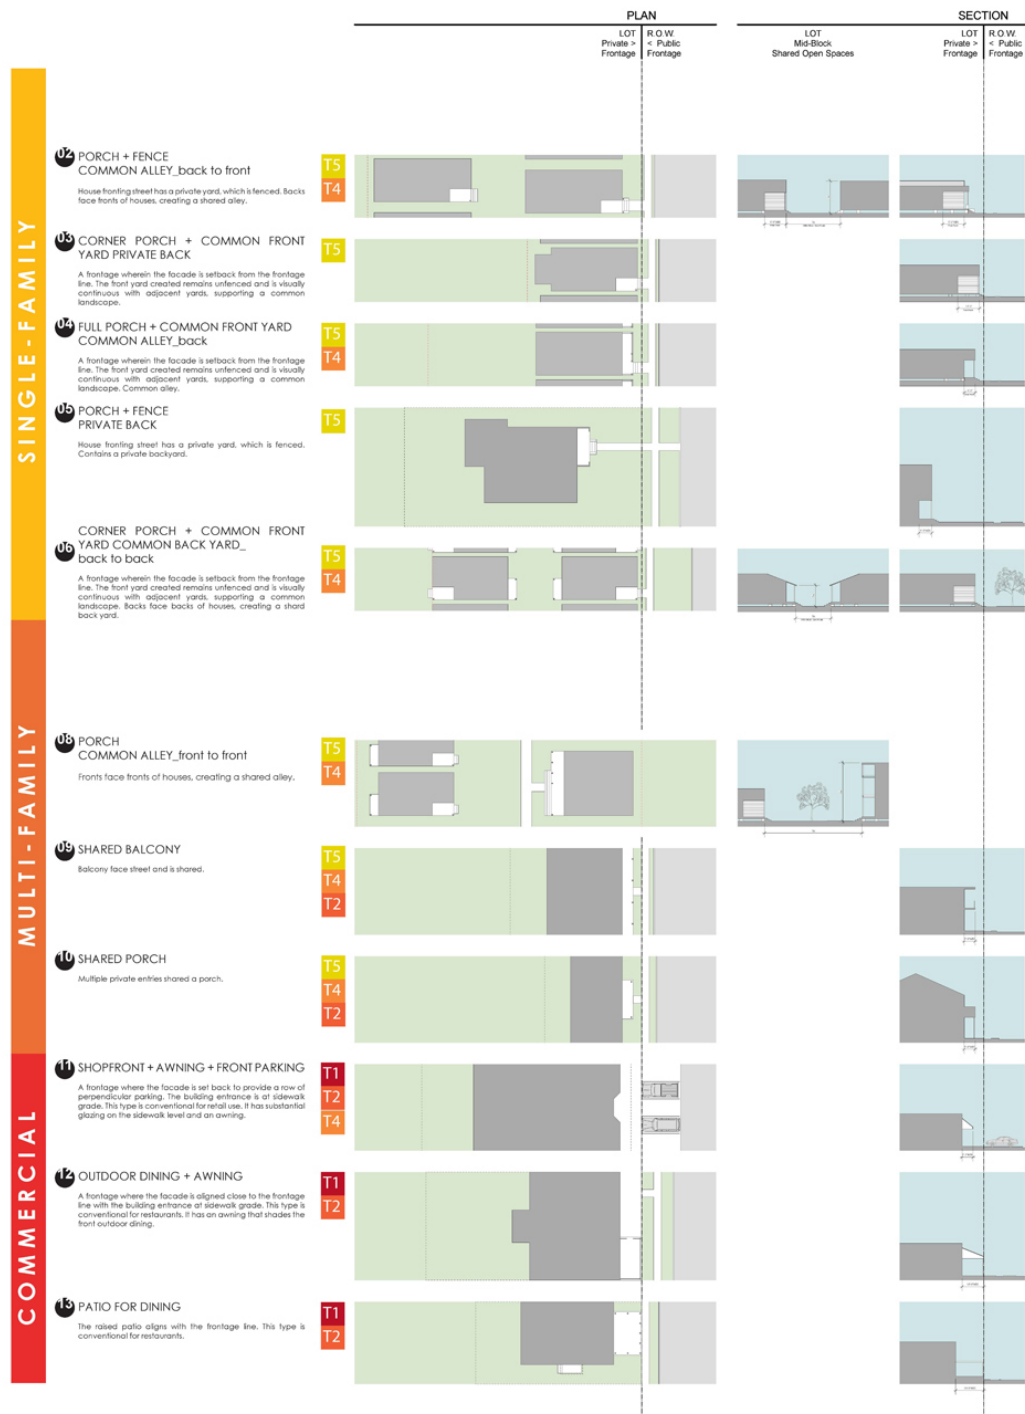 PLAN
SECTION
LOT
Private >
Frontage
R.O.W.
< Public
Frontage
LOT
Mid-Block
Shared Open Spaces
LOT
Private >
Frontage
R.O.W.
< Public
Frontage
SINGLE-FAMILY
02 PORCH + FENCE
COMMON ALLEY_back to front
House fronting street has a private yard, which is fenced. Backs
face fronts of houses, creating a shared alley.
T5
T4
03 CORNER PORCH + COMMON FRONT
YARD PRIVATE BACK
A frontage wherein the facade is setback from the frontage
line. The front yard created remains unfenced and is visually
continuous with adjacent yards, supporting a common
landscape.
T5
04 FULL PORCH + COMMON FRONT YARD
COMMON ALLEY_back
A frontage wherein the facade is setback from the frontage
line. The front yard created remains unfenced and is visually
continuous with adjacent yards, supporting a common
landscape. Common alley.
T5
T4
05 PORCH + FENCE
PRIVATE BACK
House fronting street has a private yard, which is fenced.
Contains a private backyard.
T5
CORNER PORCH + COMMON FRONT
06 YARD COMMON BACK YARD_
back to back
A frontage wherein the facade is setback from the frontage
line. The front yard created remains unfenced and is visually
continuous with adjacent yards, supporting a common
landscape. Backs face backs of houses, creating a shard
back yard.
T5
T4
MULTI-FAMILY
08 PORCH
COMMON ALLEY_front to front
Fronts face fronts of houses, creating a shared alley.
T5
T4
09 SHARED BALCONY
Balcony face street and is shared.
T5
T4
T2
10 SHARED PORCH
Multiple private entries shared a porch.
T5
T4
T2
COMMERCIAL
11 SHOPFRONT + AWNING + FRONT PARKING
A frontage where the facade is set back to provide a row of
perpendicular parking. The building entrance is at sidewalk
grade. This type is conventional for retail use. It has substantial
glazing on the sidewalk level and an awning.
T1
T2
T4
12 OUTDOOR DINING + AWNING
A frontage where the facade is aligned close to the frontage
line with the building entrance at sidewalk grade. This type is
conventional for restaurants. It has an awning that shades the
front outdoor dining.
T1
T2
13 PATIO FOR DINING
The raised patio aligns with the frontage line. This type is
conventional for restaurants.
T1
T2